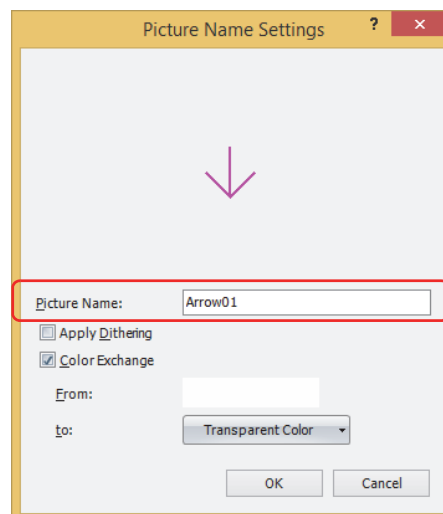 Picture Name Settings ? ×
Picture Name: Arrow01
Apply Dithering
Color Exchange
From:
to: Transparent Color
OK Cancel